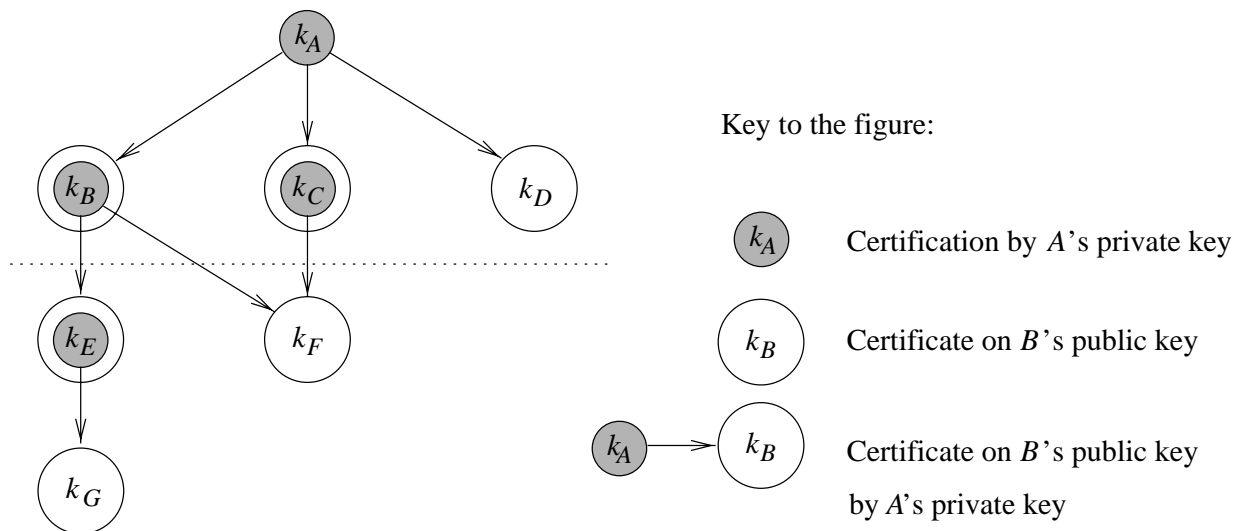 k_A
k_B
k_C
k_D
k_E
k_F
k_G
Key to the figure:
k_A Certification by A's private key
k_B Certificate on B's public key
k_A k_B Certificate on B's public key
by A's private key